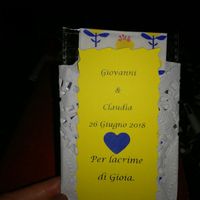 Giovanni
&
Claudia
26 Giugno 2018
Per lacrime
di Gioia.